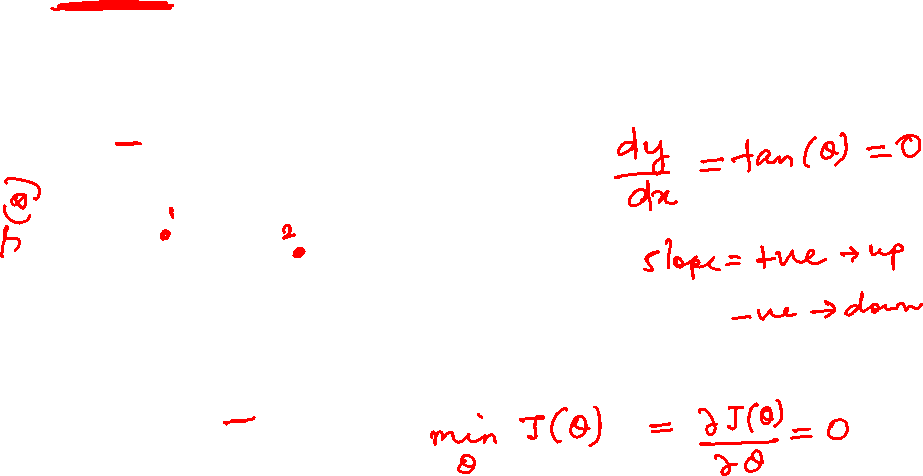 dy/dx = tan(θ) = 0
J(θ)
1
2
slope = +ve → up
-ve → down
min θ J(θ) = ∂J(θ)/∂θ = 0